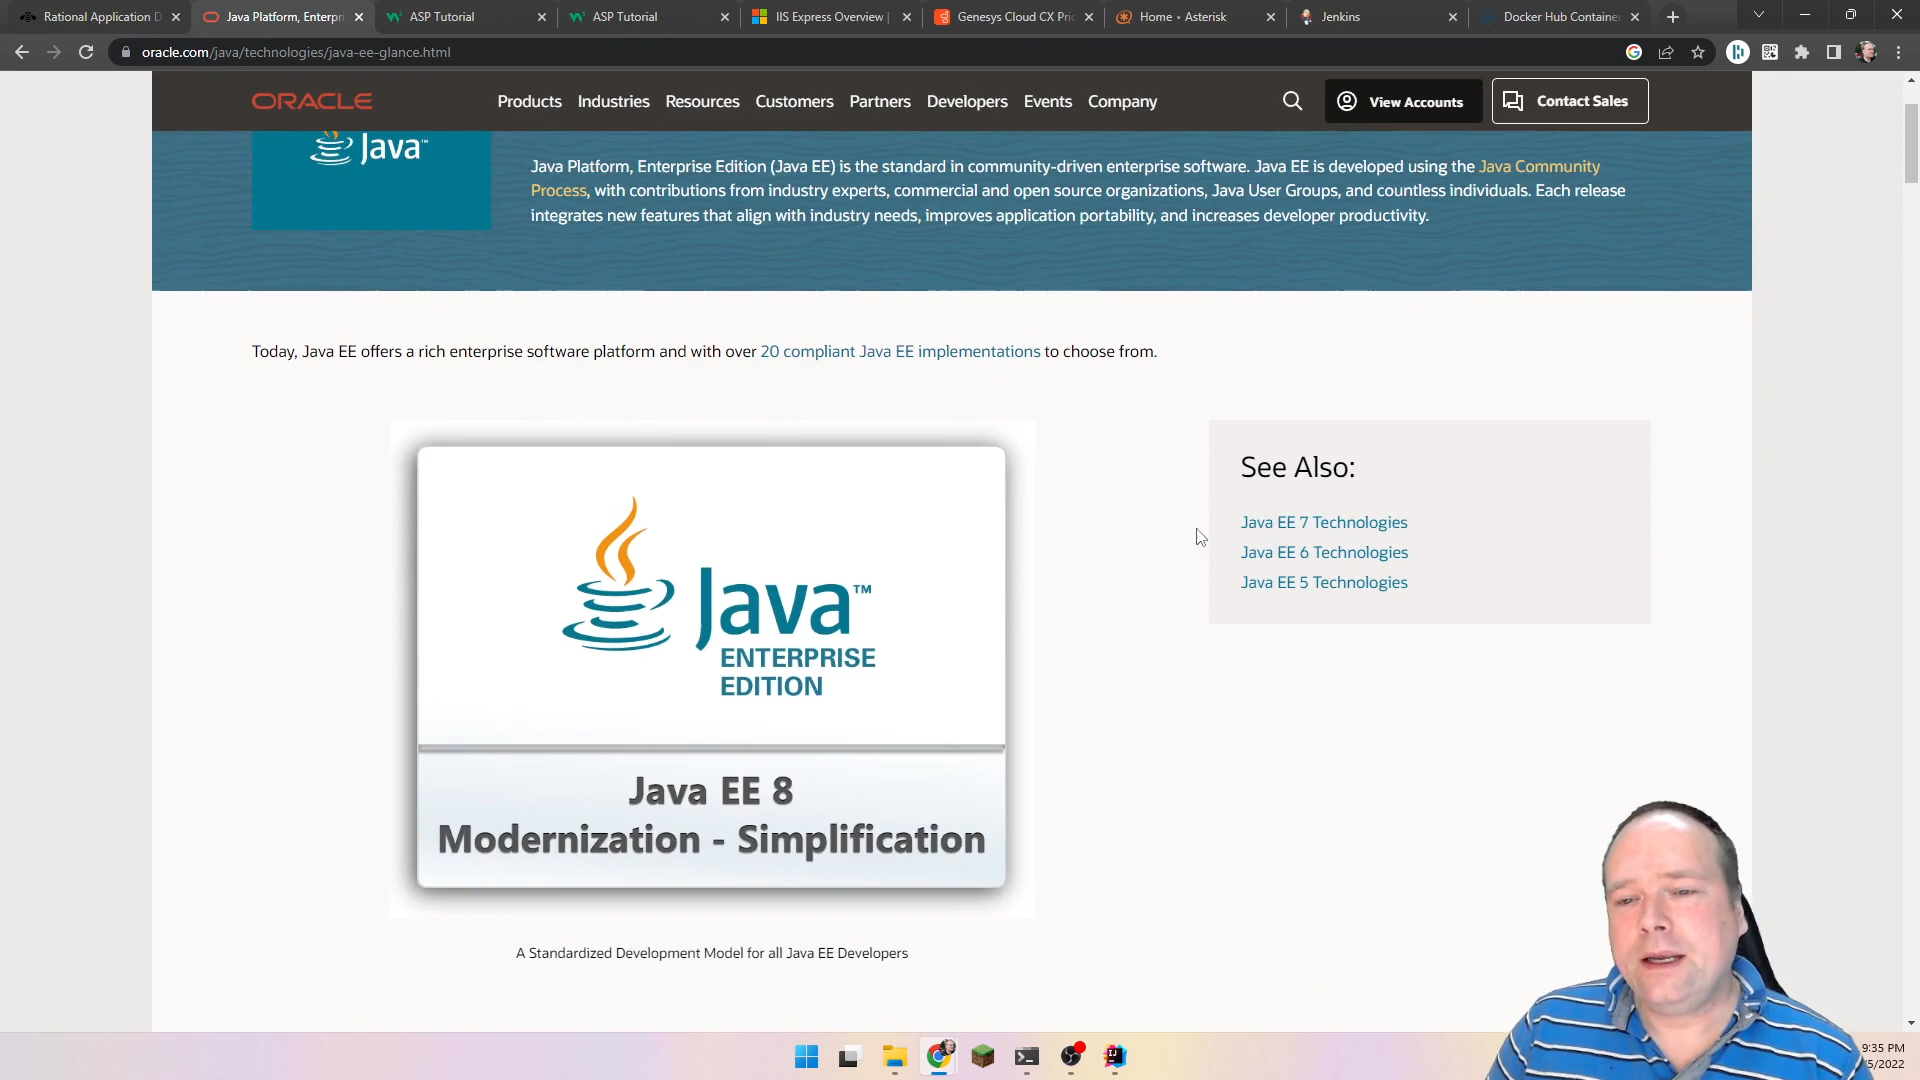 Rational Application D
Java Platform, Enterpri
ASP Tutorial
ASP Tutorial
IIS Express Overview
Genesys Cloud CX Pric
Home • Asterisk
Jenkins
Docker Hub Container
oracle.com/java/technologies/java-ee-glance.html
ORACLE
Products
Industries
Resources
Customers
Partners
Developers
Events
Company
View Accounts
Contact Sales
Java™
Java Platform, Enterprise Edition (Java EE) is the standard in community-driven enterprise software. Java EE is developed using the Java Community
Process, with contributions from industry experts, commercial and open source organizations, Java User Groups, and countless individuals. Each release
integrates new features that align with industry needs, improves application portability, and increases developer productivity.
Today, Java EE offers a rich enterprise software platform and with over 20 compliant Java EE implementations to choose from.
Java™
ENTERPRISE
EDITION
Java EE 8
Modernization - Simplification
A Standardized Development Model for all Java EE Developers
See Also:
Java EE 7 Technologies
Java EE 6 Technologies
Java EE 5 Technologies
IJ
9:35 PM
/5/2022